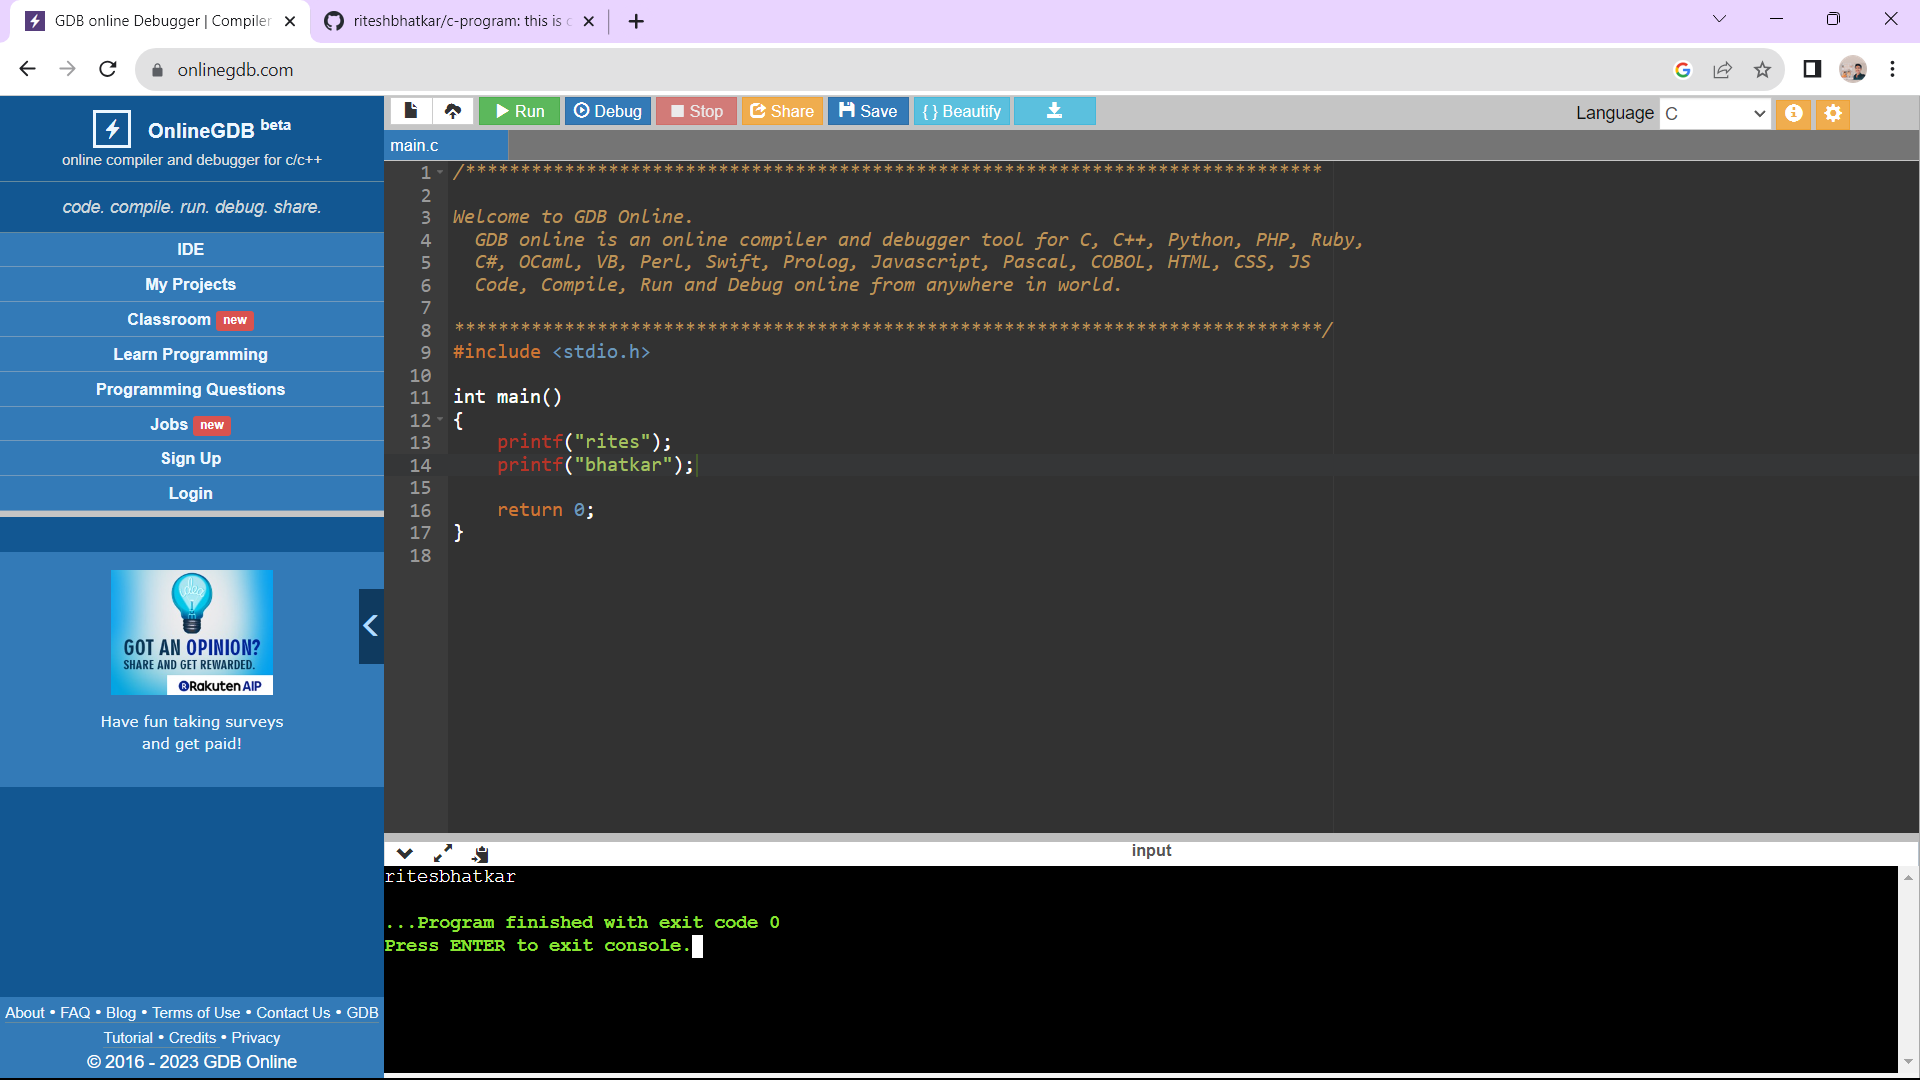 GDB online Debugger | Compiler
riteshbhatkar/c-program: this is c
onlinegdb.com
OnlineGDB beta
online compiler and debugger for c/c++
code. compile. run. debug. share.
IDE
My Projects
Classroom new
Learn Programming
Programming Questions
Jobs new
Sign Up
Login
idea
GOT AN OPINION?
SHARE AND GET REWARDED.
Rakuten AIP
Have fun taking surveys
and get paid!
About • FAQ • Blog • Terms of Use • Contact Us • GDB
Tutorial • Credits • Privacy
© 2016 - 2023 GDB Online
Run Debug Stop Share Save { } Beautify
Language C
main.c
1 /******************************************************************************
2
3 Welcome to GDB Online.
4   GDB online is an online compiler and debugger tool for C, C++, Python, PHP, Ruby,
5   C#, OCaml, VB, Perl, Swift, Prolog, Javascript, Pascal, COBOL, HTML, CSS, JS
6   Code, Compile, Run and Debug online from anywhere in world.
7
8 *******************************************************************************/
9 #include <stdio.h>
10
11 int main()
12 {
13     printf("rites");
14     printf("bhatkar");
15
16     return 0;
17 }
18
input
ritesbhatkar
...Program finished with exit code 0
Press ENTER to exit console.